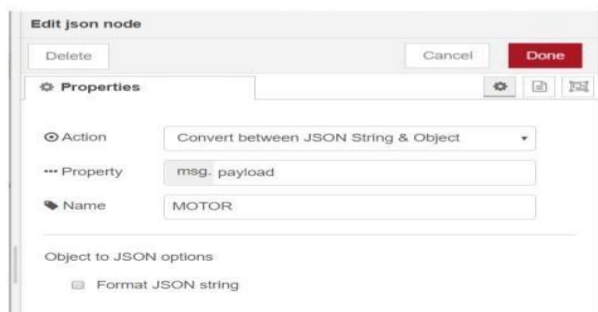 Edit json node
Delete Cancel Done
Properties
Action Convert between JSON String & Object
Property msg. payload
Name MOTOR
Object to JSON options
Format JSON string